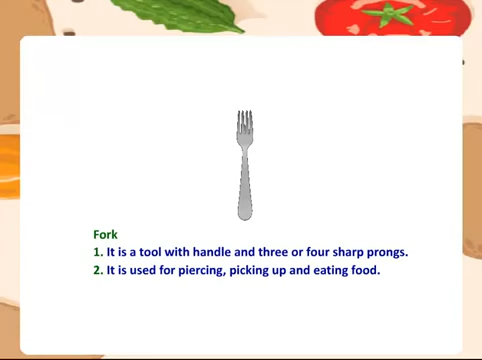 Fork
1. It is a tool with handle and three or four sharp prongs.
2. It is used for piercing, picking up and eating food.